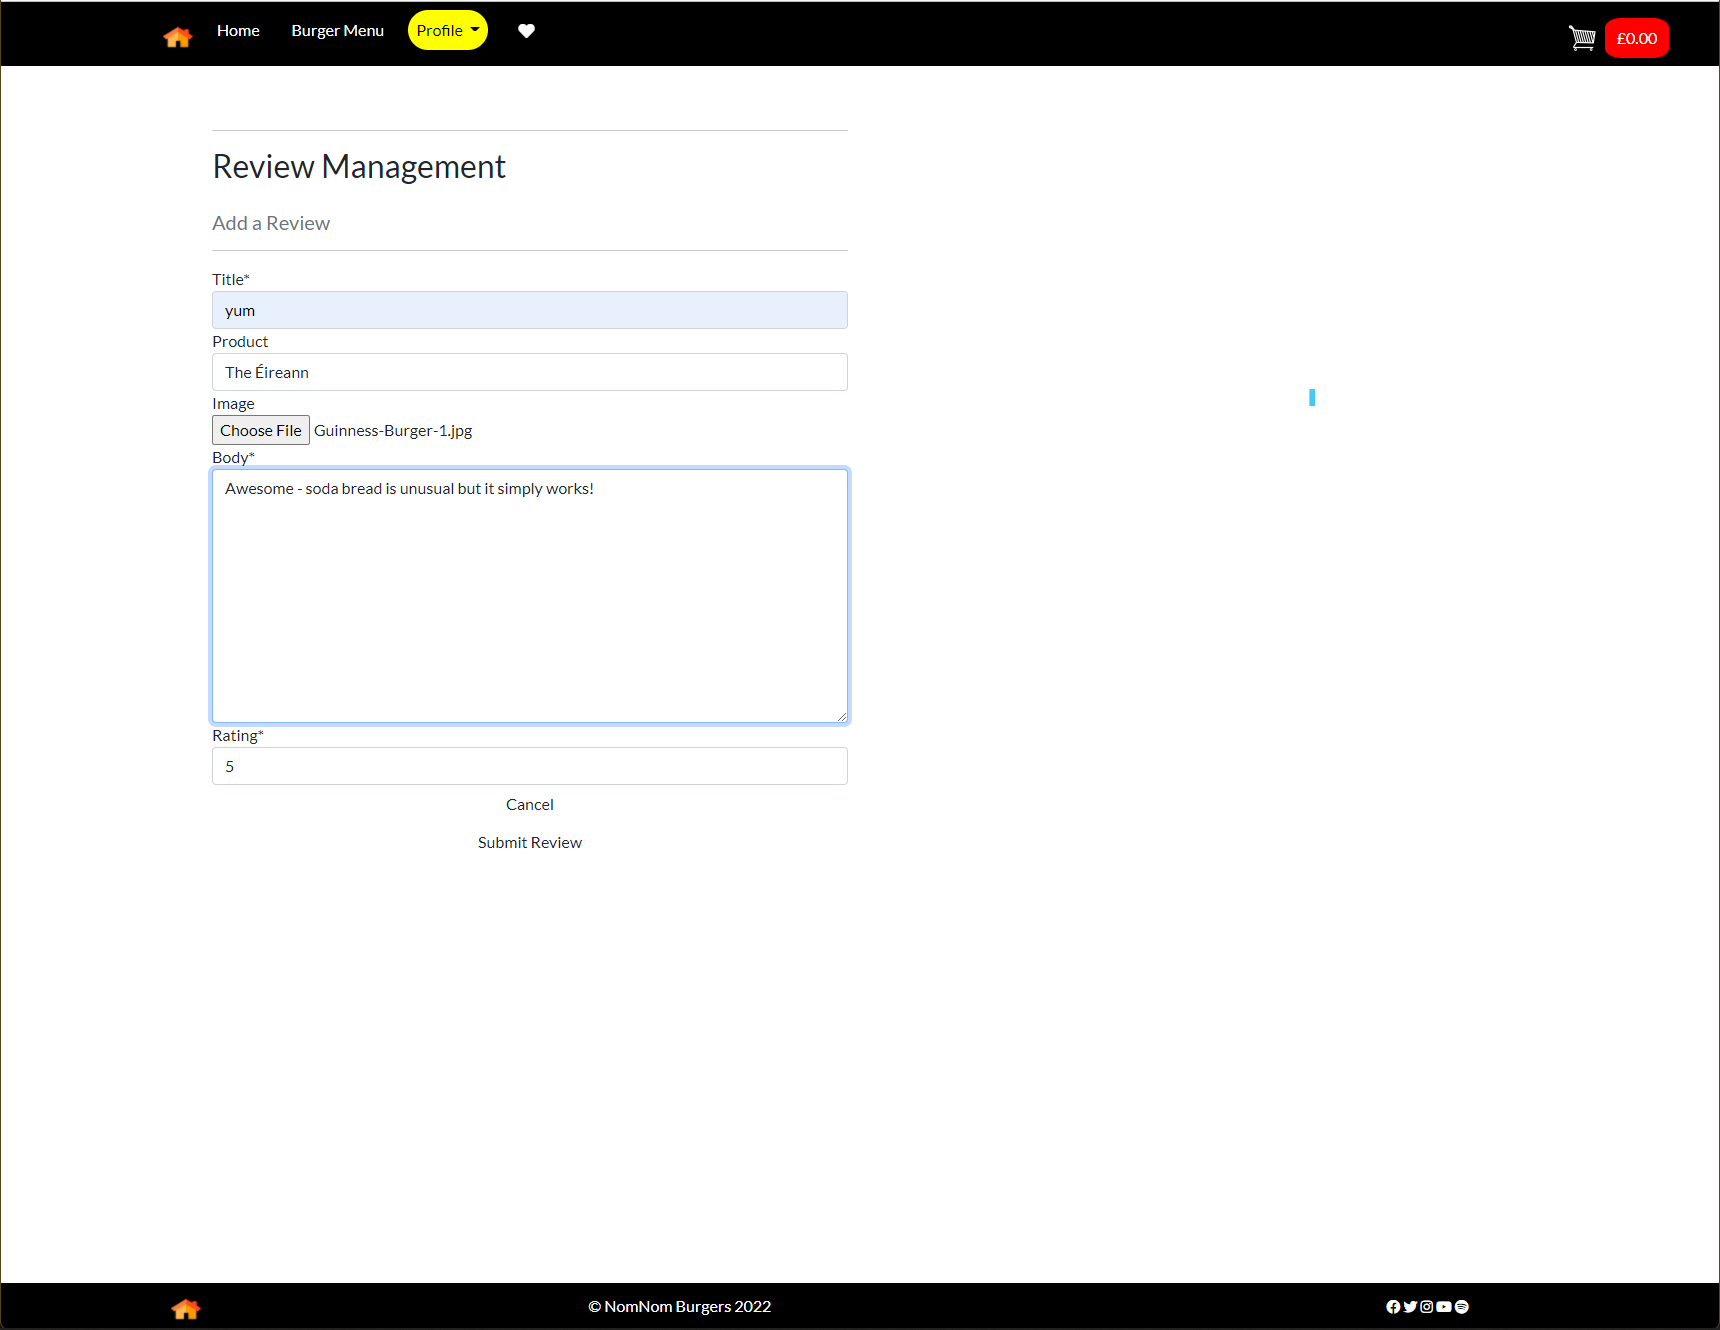 Home Burger Menu Profile £0.00
Review Management
Add a Review
Title*
yum
Product
The Éireann
Image
Choose File Guinness-Burger-1.jpg
Body*
Awesome - soda bread is unusual but it simply works!
Rating*
5
Cancel
Submit Review
© NomNom Burgers 2022